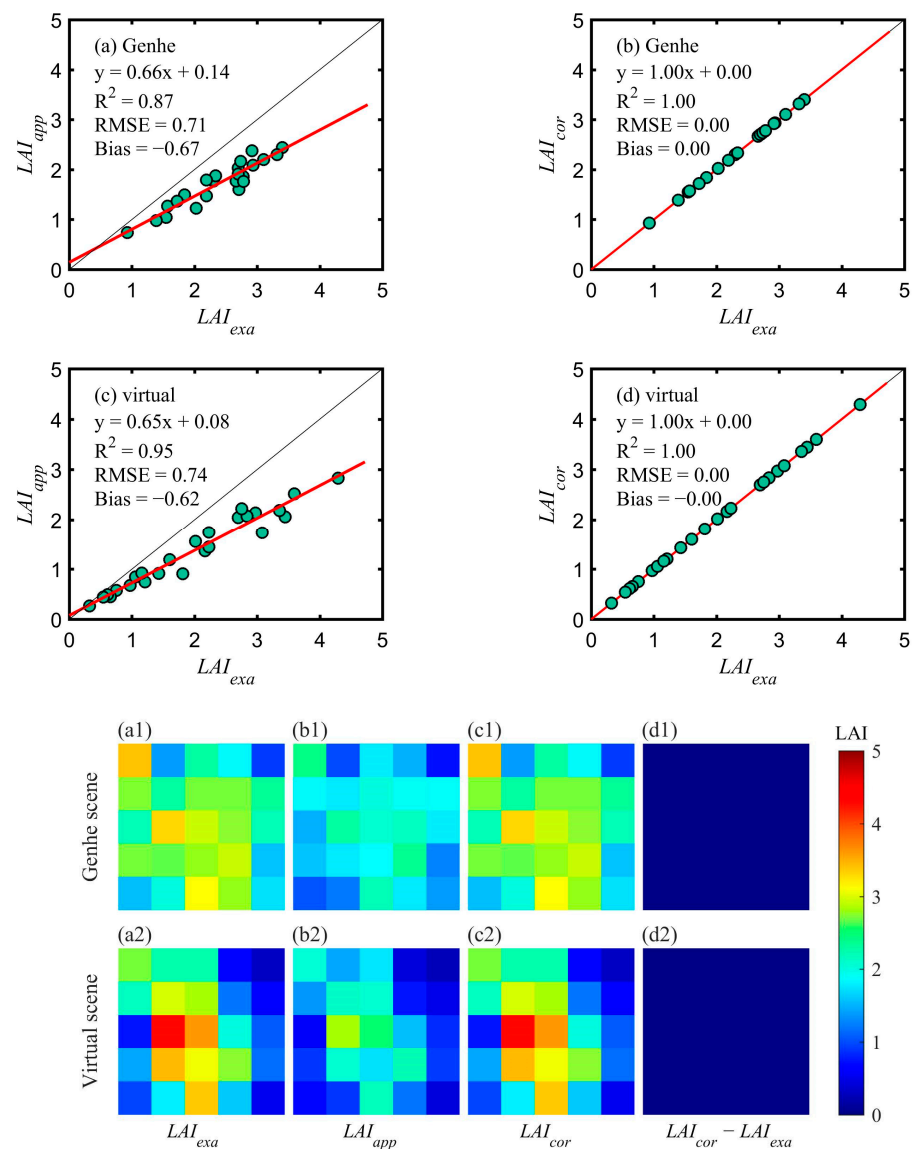 (a) Genhe
y = 0.66x + 0.14
R² = 0.87
RMSE = 0.71
Bias = −0.67
LAI_app
5
4
3
2
1
0
0 1 2 3 4 5
LAI_exa
(b) Genhe
y = 1.00x + 0.00
R² = 1.00
RMSE = 0.00
Bias = 0.00
LAI_cor
5
4
3
2
1
0
0 1 2 3 4 5
LAI_exa
(c) virtual
y = 0.65x + 0.08
R² = 0.95
RMSE = 0.74
Bias = −0.62
LAI_app
5
4
3
2
1
0
0 1 2 3 4 5
LAI_exa
(d) virtual
y = 1.00x + 0.00
R² = 1.00
RMSE = 0.00
Bias = −0.00
LAI_cor
5
4
3
2
1
0
0 1 2 3 4 5
LAI_exa
(a1) (b1) (c1) (d1) LAI
Genhe scene
(a2) (b2) (c2) (d2)
Virtual scene
5
4
3
2
1
0
LAI_exa LAI_app LAI_cor LAI_cor − LAI_exa